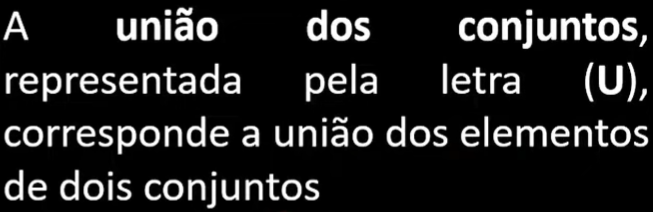 A união dos conjuntos,
representada pela letra (U),
corresponde a união dos elementos
de dois conjuntos